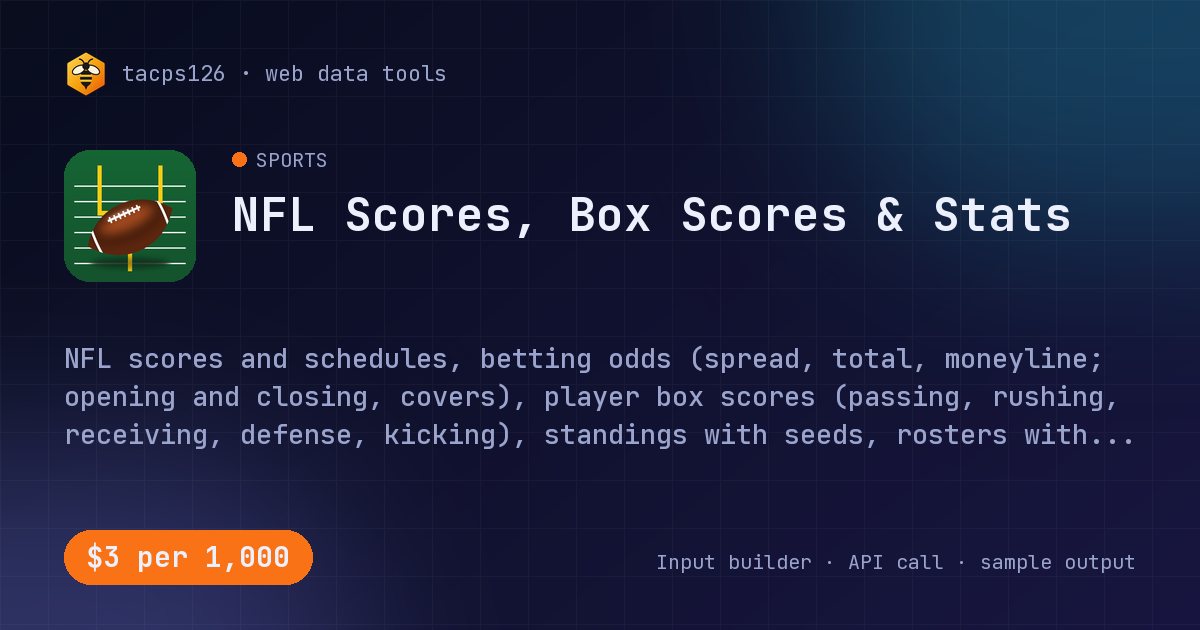 tacps126 · web data tools
SPORTS
NFL Scores, Box Scores & Stats
NFL scores and schedules, betting odds (spread, total, moneyline;
opening and closing, covers), player box scores (passing, rushing,
receiving, defense, kicking), standings with seeds, rosters with...
$3 per 1,000
Input builder · API call · sample output